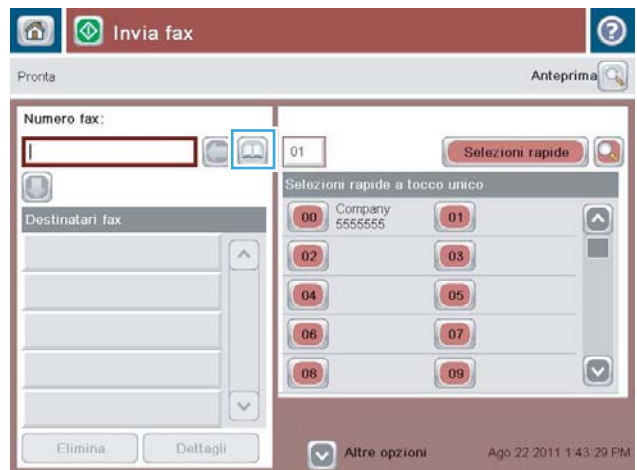 Invia fax
Pronta
Anteprima
Numero fax:
01
Selezioni rapide
Selezioni rapide a tocco unico
Destinatari fax
00 Company 5555555 01
02 03
04 05
06 07
08 09
Elimina Dettagli
Altre opzioni
Ago 22 2011 1:43:29 PM